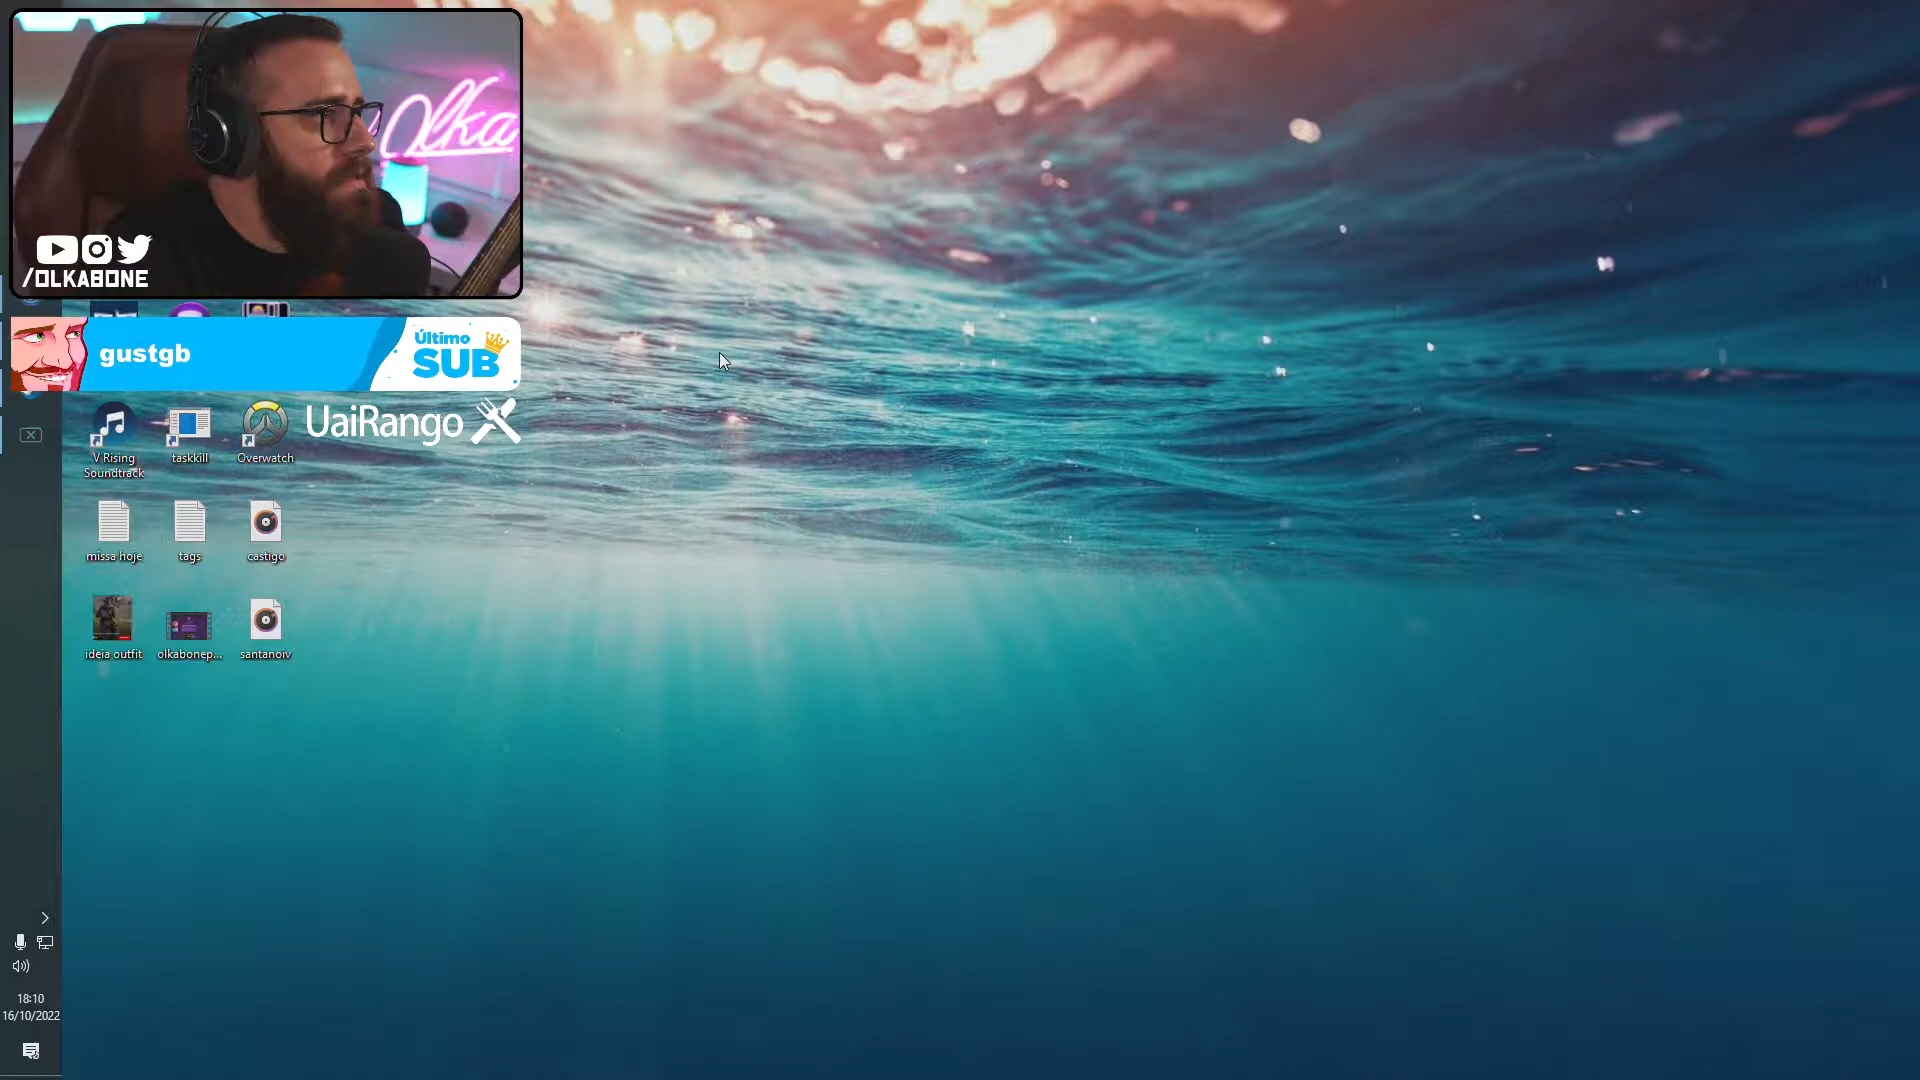 Olka
/OLKABONE
gustgb
Último
SUB
UaiRango
V Rising
Soundtrack
taskkill
Overwatch
missa hoje
tags
castigo
ideia outfit
olkabonep...
santanoiv
18:10
16/10/2022